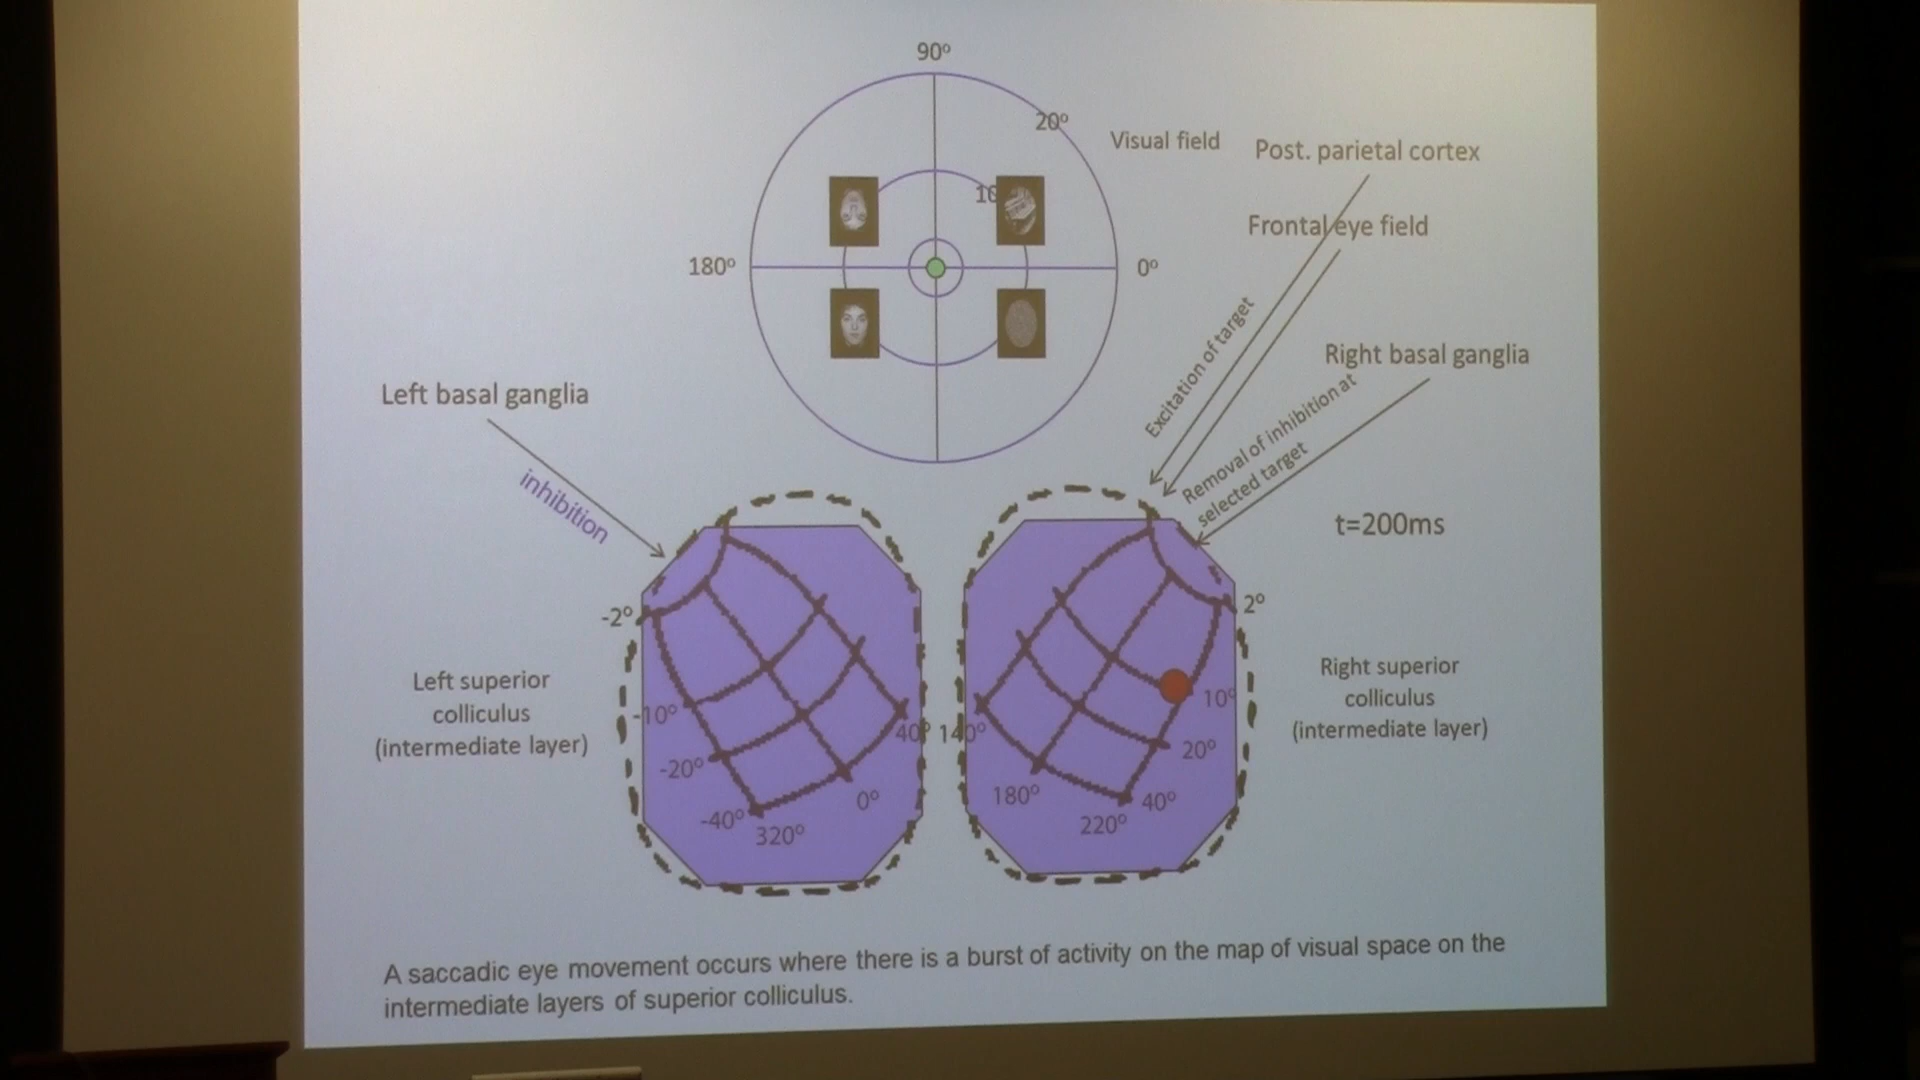 90º
20º
Visual field
Post. parietal cortex
10
Frontal eye field
180º
0º
Excitation of target
Right basal ganglia
Left basal ganglia
Removal of inhibition at
selected target
inhibition
t=200ms
-2º
2º
Left superior
colliculus
(intermediate layer)
Right superior
colliculus
(intermediate layer)
-10º
10º
40º
140º
-20º
20º
-40º
320º
0º
180º
220º
40º
A saccadic eye movement occurs where there is a burst of activity on the map of visual space on the
intermediate layers of superior colliculus.